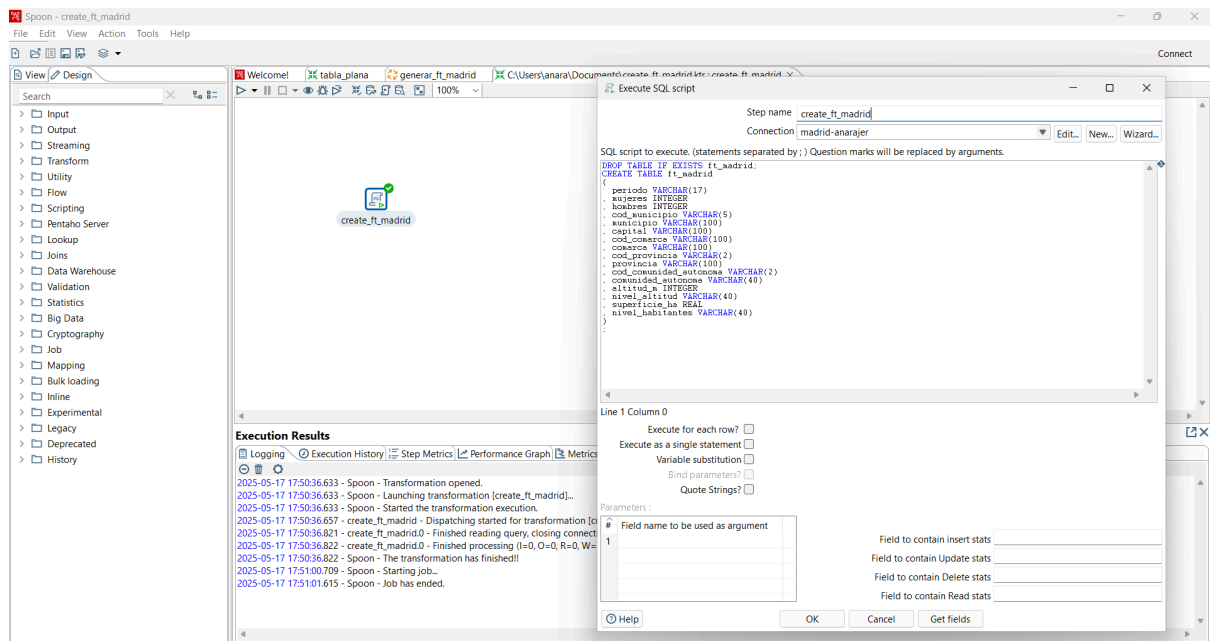 Spoon - create_ft_madrid
File Edit View Action Tools Help
Connect
View Design
Search
Input
Output
Streaming
Transform
Utility
Flow
Scripting
Pentaho Server
Lookup
Joins
Data Warehouse
Validation
Statistics
Big Data
Cryptography
Job
Mapping
Bulk loading
Inline
Experimental
Legacy
Deprecated
History
Welcome! tabla_plana generar_ft_madrid C:\Users\anara\Documents\create_ft_madrid.ktr : create_ft_madrid
100%
create_ft_madrid
Execution Results
Logging Execution History Step Metrics Performance Graph Metrics
2025-05-17 17:50:36.633 - Spoon - Transformation opened.
2025-05-17 17:50:36.633 - Spoon - Launching transformation [create_ft_madrid]...
2025-05-17 17:50:36.633 - Spoon - Started the transformation execution.
2025-05-17 17:50:36.657 - create_ft_madrid - Dispatching started for transformation [cr
2025-05-17 17:50:36.821 - create_ft_madrid.0 - Finished reading query, closing connect
2025-05-17 17:50:36.822 - create_ft_madrid.0 - Finished processing (I=0, O=0, R=0, W=
2025-05-17 17:50:36.822 - Spoon - The transformation has finished!!
2025-05-17 17:51:00.709 - Spoon - Starting job...
2025-05-17 17:51:01.615 - Spoon - Job has ended.
Execute SQL script
Step name create_ft_madrid
Connection madrid-anarajer Edit... New... Wizard...
SQL script to execute. (statements separated by ; ) Question marks will be replaced by arguments.
DROP TABLE IF EXISTS ft_madrid;
CREATE TABLE ft_madrid
(
periodo VARCHAR(17)
, mujeres INTEGER
, hombres INTEGER
, cod_municipio VARCHAR(5)
, municipio VARCHAR(100)
, capital VARCHAR(100)
, cod_comarca VARCHAR(100)
, comarca VARCHAR(100)
, cod_provincia VARCHAR(2)
, provincia VARCHAR(100)
, cod_comunidad_autonoma VARCHAR(2)
, comunidad_autonoma VARCHAR(40)
, altitud_m INTEGER
, nivel_altitud VARCHAR(40)
, superficie_ha REAL
, nivel_habitantes VARCHAR(40)
)
;
Line 1 Column 0
Execute for each row?
Execute as a single statement
Variable substitution
Bind parameters?
Quote Strings?
Parameters :
# Field name to be used as argument
1
Field to contain insert stats
Field to contain Update stats
Field to contain Delete stats
Field to contain Read stats
Help OK Cancel Get fields